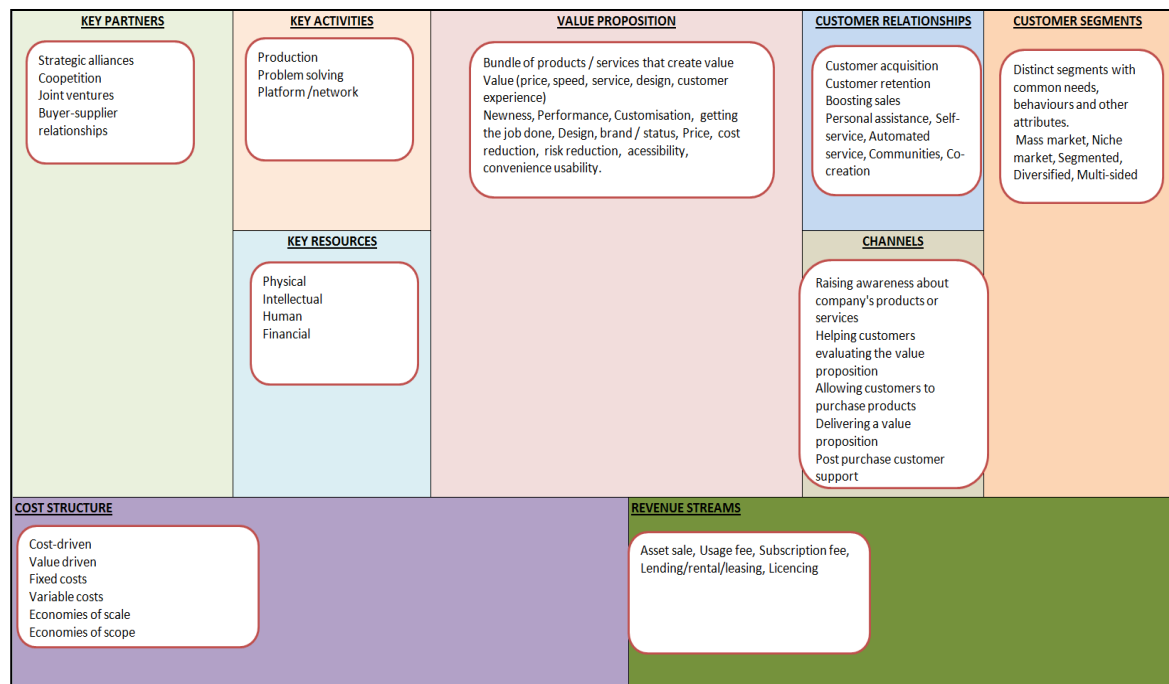 KEY PARTNERS
Strategic alliances
Coopetition
Joint ventures
Buyer-supplier
relationships
KEY ACTIVITIES
Production
Problem solving
Platform /network
KEY RESOURCES
Physical
Intellectual
Human
Financial
VALUE PROPOSITION
Bundle of products / services that create value
Value (price, speed, service, design, customer
experience)
Newness, Performance, Customisation, getting
the job done, Design, brand / status, Price, cost
reduction, risk reduction, acessibility,
convenience usability.
CUSTOMER RELATIONSHIPS
Customer acquisition
Customer retention
Boosting sales
Personal assistance, Self-
service, Automated
service, Communities, Co-
creation
CHANNELS
Raising awareness about
company's products or
services
Helping customers
evaluating the value
proposition
Allowing customers to
purchase products
Delivering a value
proposition
Post purchase customer
support
CUSTOMER SEGMENTS
Distinct segments with
common needs,
behaviours and other
attributes.
Mass market, Niche
market, Segmented,
Diversified, Multi-sided
COST STRUCTURE
Cost-driven
Value driven
Fixed costs
Variable costs
Economies of scale
Economies of scope
REVENUE STREAMS
Asset sale, Usage fee, Subscription fee,
Lending/rental/leasing, Licencing